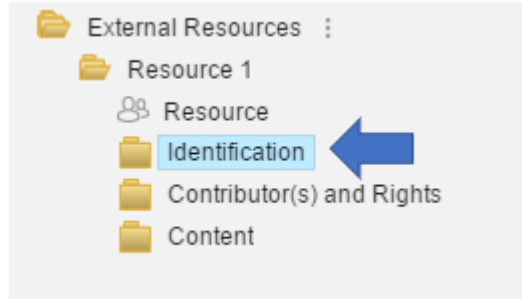 External Resources
Resource 1
Resource
Identification
Contributor(s) and Rights
Content